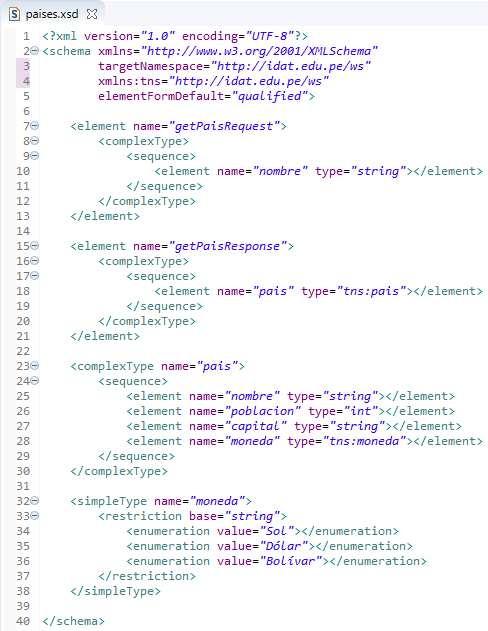 paises.xsd
1 <?xml version="1.0" encoding="UTF-8"?>
2 <schema xmlns="http://www.w3.org/2001/XMLSchema"
3 targetNamespace="http://idat.edu.pe/ws"
4 xmlns:tns="http://idat.edu.pe/ws"
5 elementFormDefault="qualified">
6
7 <element name="getPaisRequest">
8 <complexType>
9 <sequence>
10 <element name="nombre" type="string"></element>
11 </sequence>
12 </complexType>
13 </element>
14
15 <element name="getPaisResponse">
16 <complexType>
17 <sequence>
18 <element name="pais" type="tns:pais"></element>
19 </sequence>
20 </complexType>
21 </element>
22
23 <complexType name="pais">
24 <sequence>
25 <element name="nombre" type="string"></element>
26 <element name="poblacion" type="int"></element>
27 <element name="capital" type="string"></element>
28 <element name="moneda" type="tns:moneda"></element>
29 </sequence>
30 </complexType>
31
32 <simpleType name="moneda">
33 <restriction base="string">
34 <enumeration value="Sol"></enumeration>
35 <enumeration value="Dólar"></enumeration>
36 <enumeration value="Bolívar"></enumeration>
37 </restriction>
38 </simpleType>
39
40 </schema>